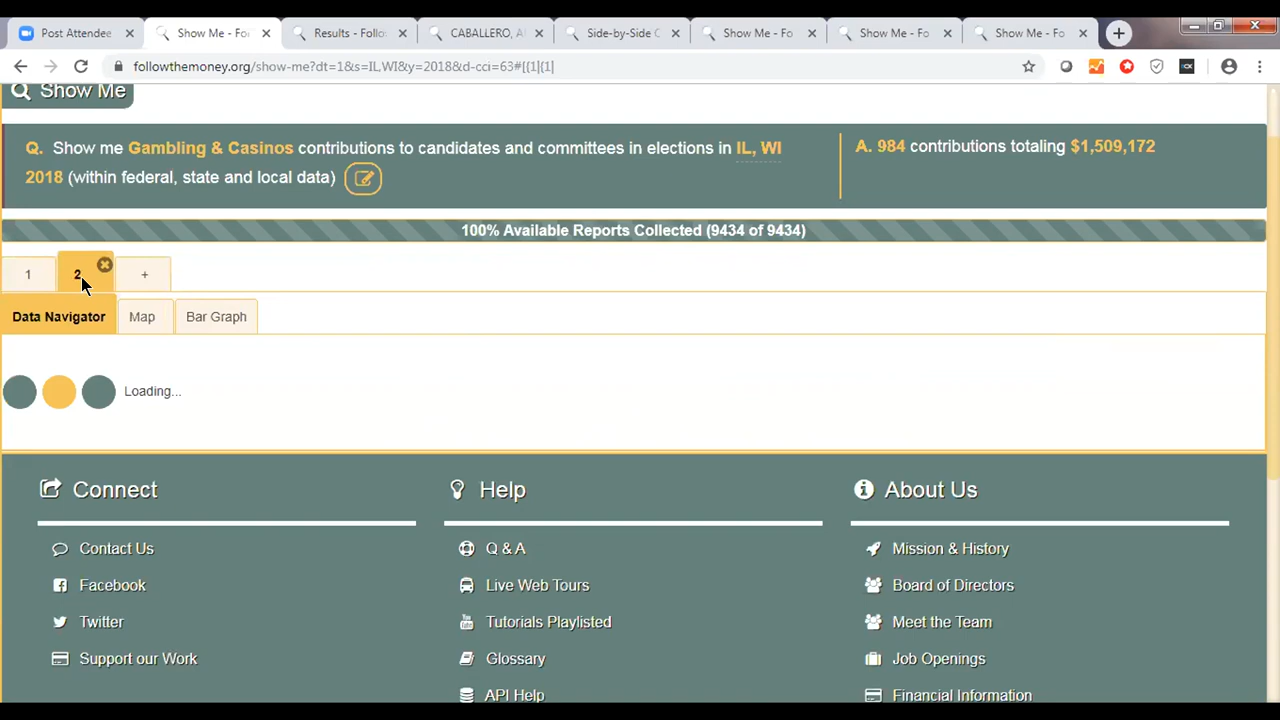 Post Attendee
Show Me - Fo
Results - Follo
CABALLERO, P
Side-by-Side C
Show Me - Fo
Show Me - Fo
Show Me - Fo
followthemoney.org/show-me?dt=1&s=IL,WI&y=2018&d-cci=63#[{1|{1}
Show Me
Q. Show me Gambling & Casinos contributions to candidates and committees in elections in IL, WI
2018 (within federal, state and local data)
A. 984 contributions totaling $1,509,172
100% Available Reports Collected (9434 of 9434)
1 2 +
Data Navigator Map Bar Graph
Loading...
Connect
Contact Us
Facebook
Twitter
Support our Work
Help
Q & A
Live Web Tours
Tutorials Playlisted
Glossary
API Help
About Us
Mission & History
Board of Directors
Meet the Team
Job Openings
Financial Information